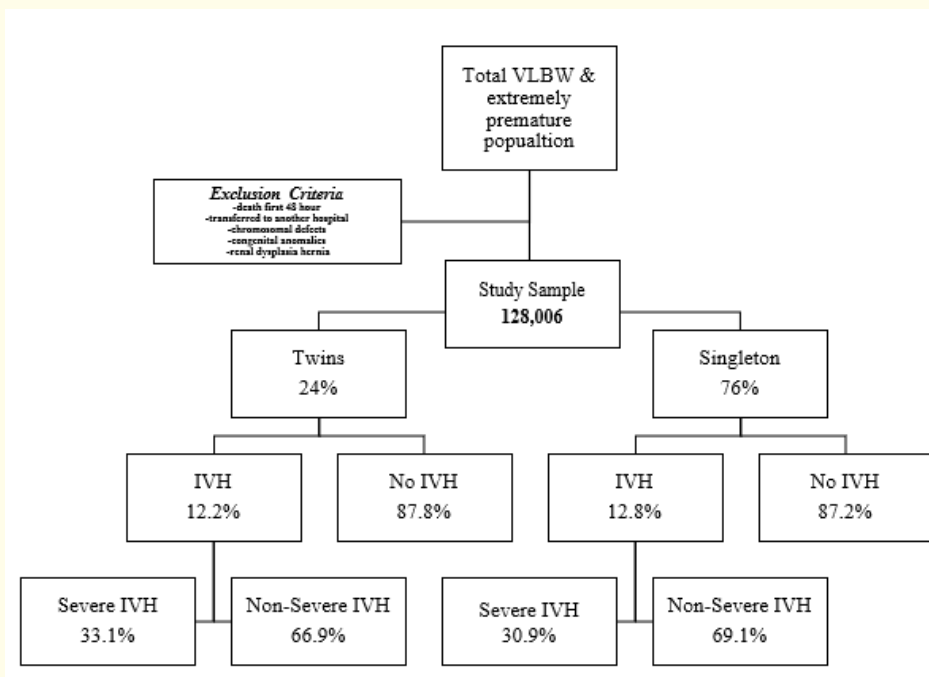 Total VLBW &
extremely
premature
popualtion
Exclusion Criteria
-death first 48 hour
-transferred to another hospital
-chromosomal defects
-congenital anomalies
-renal dysplasia hernia
Study Sample
128,006
Twins
24%
Singleton
76%
IVH
12.2%
No IVH
87.8%
IVH
12.8%
No IVH
87.2%
Severe IVH
33.1%
Non-Severe IVH
66.9%
Severe IVH
30.9%
Non-Severe IVH
69.1%